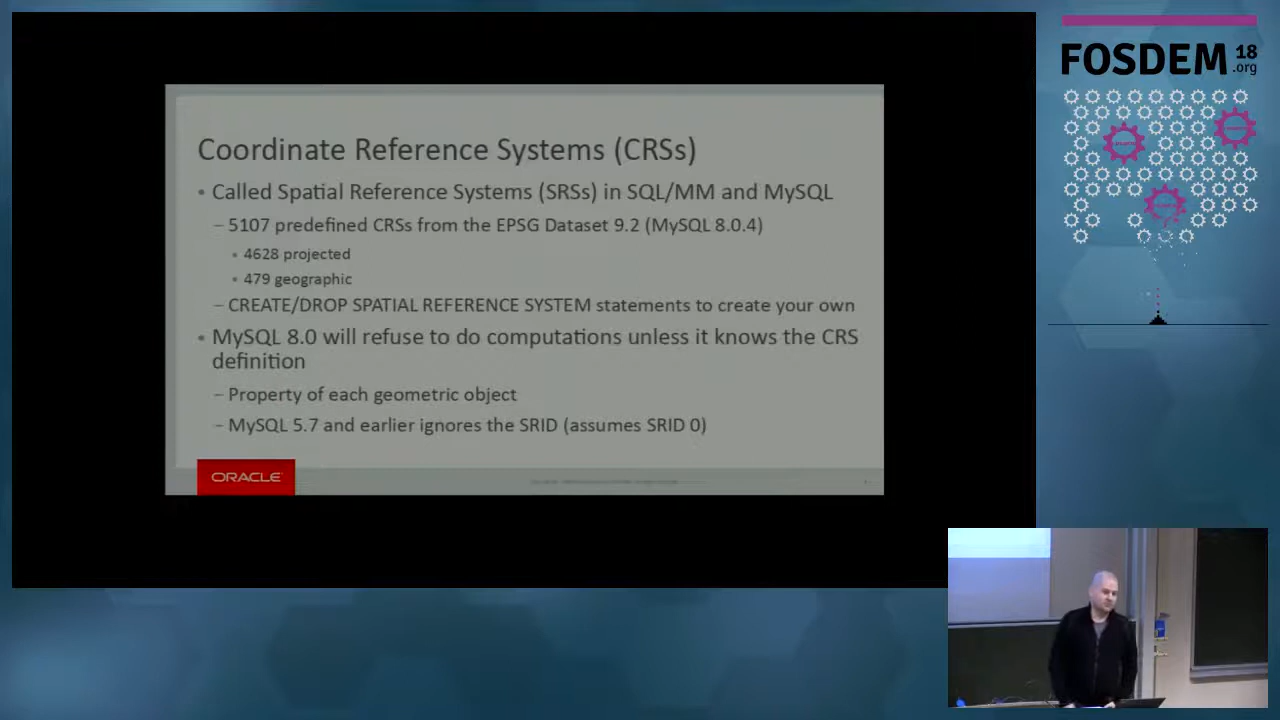 FOSDEM 18
.org
Coordinate Reference Systems (CRSs)
• Called Spatial Reference Systems (SRSs) in SQL/MM and MySQL
– 5107 predefined CRSs from the EPSG Dataset 9.2 (MySQL 8.0.4)
• 4628 projected
• 479 geographic
– CREATE/DROP SPATIAL REFERENCE SYSTEM statements to create your own
• MySQL 8.0 will refuse to do computations unless it knows the CRS
definition
– Property of each geometric object
– MySQL 5.7 and earlier ignores the SRID (assumes SRID 0)
ORACLE